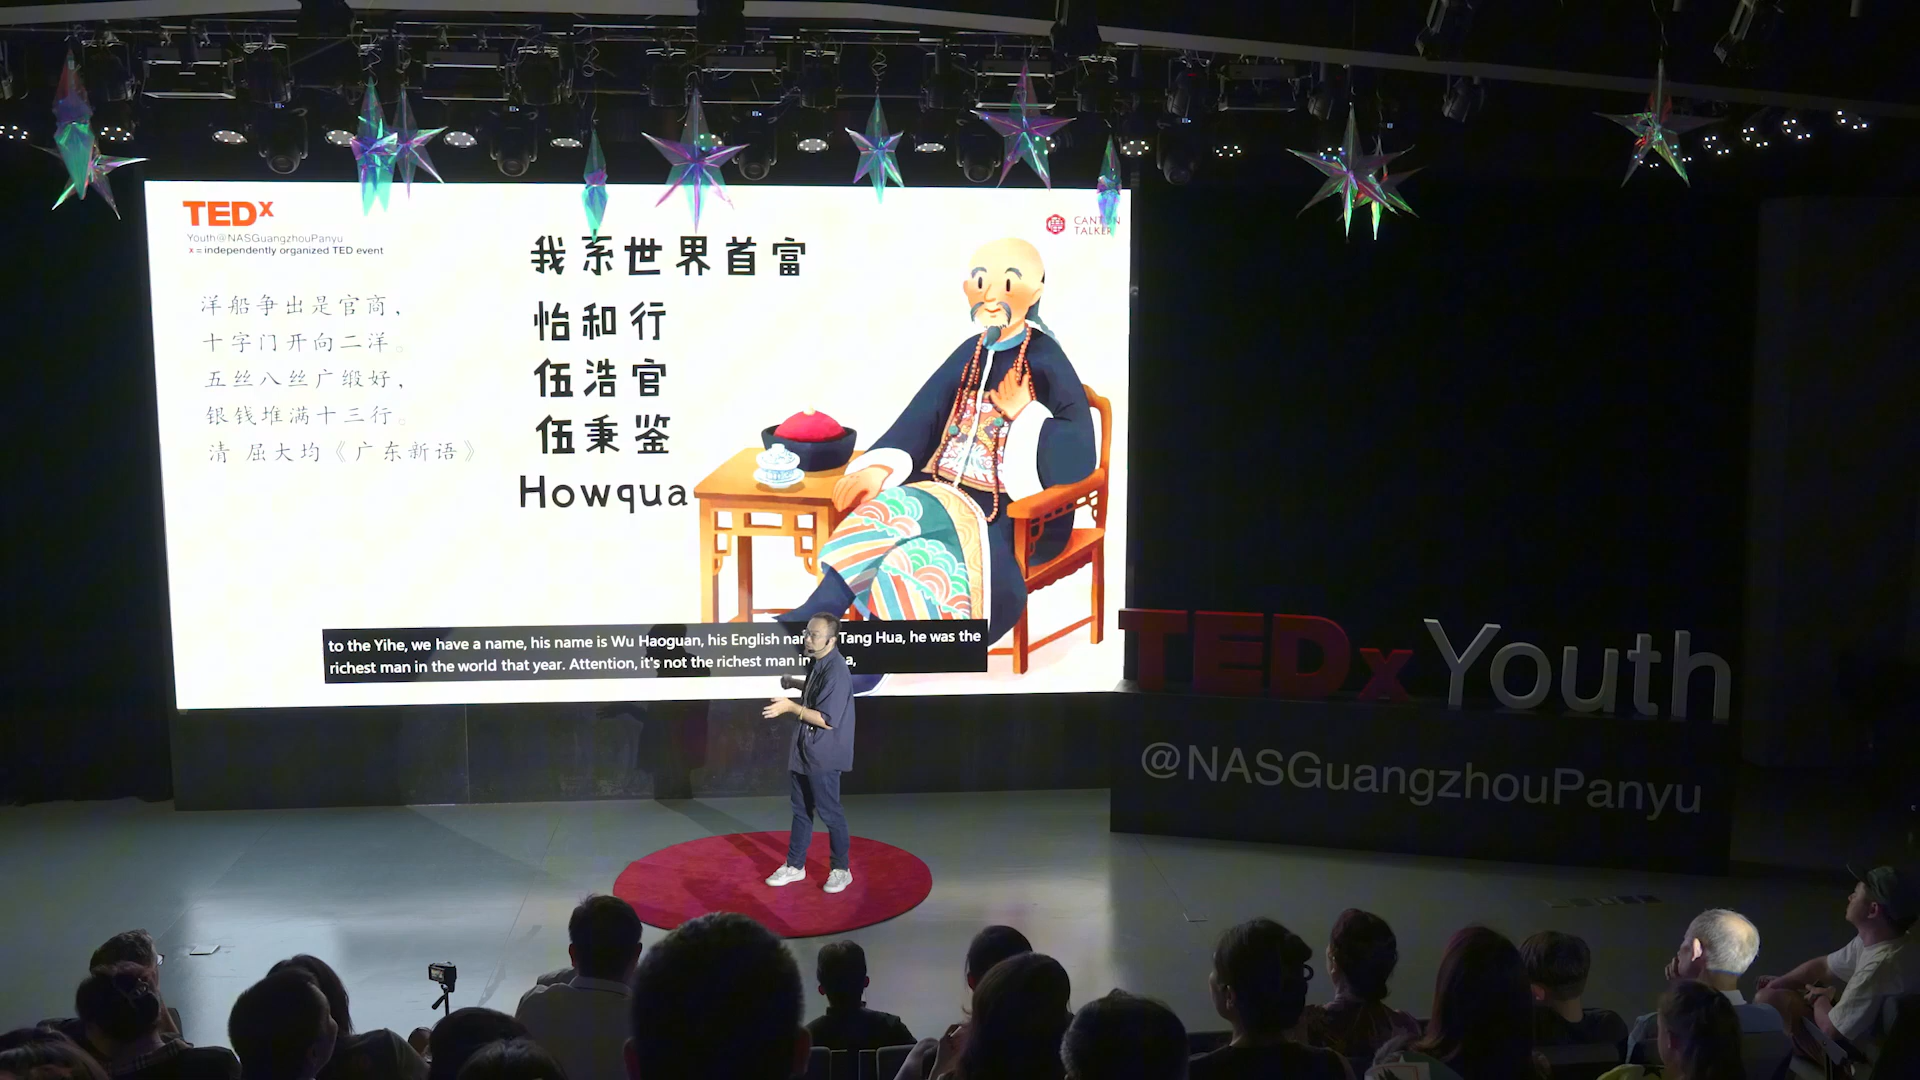 TEDx
Youth@NASGuangzhouPanyu
x = independently organized TED event
CANTON
TALKER
我系世界首富
怡和行
伍浩官
伍秉鉴
Howqua
洋船争出是官商，
十字门开向二洋。
五丝八丝广缎好，
银钱堆满十三行。
清 屈大均《广东新语》
to the Yihe, we have a name, his name is Wu Haoguan, his English Tang Hua, he was the
richest man in the world that year. Attention, it's not the richest man in
TEDxYouth
@NASGuangzhouPanyu